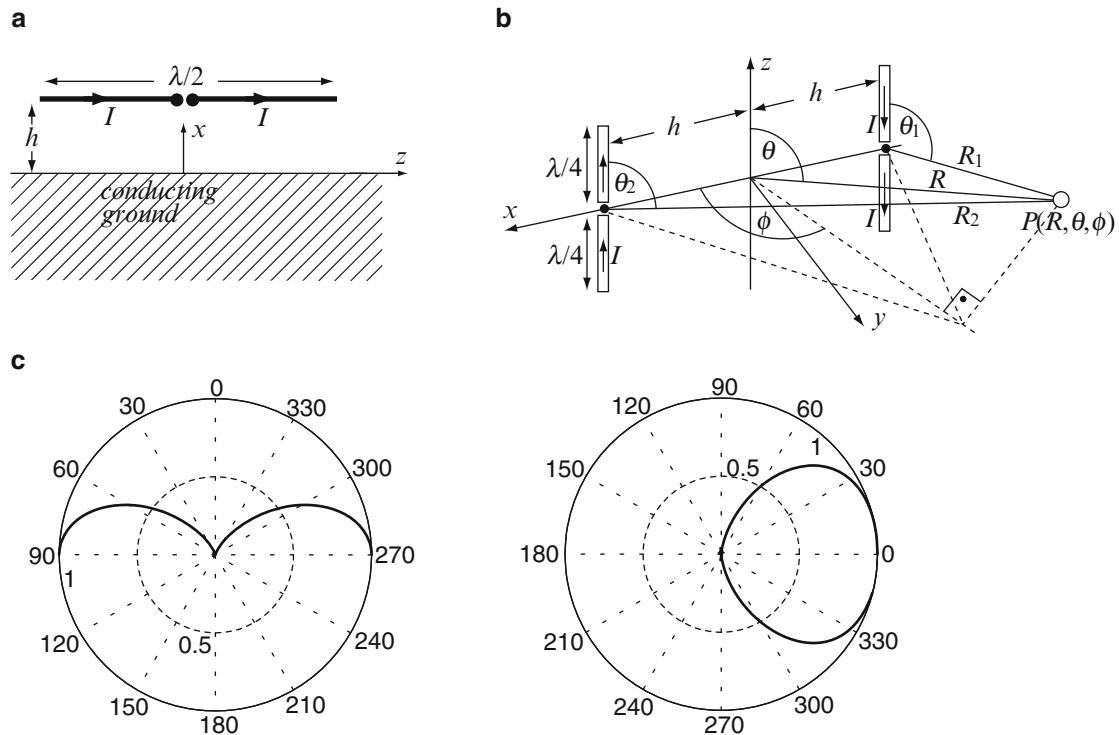 a
λ/2
I
I
h
x
z
conducting
ground
b
z
h
h
I
θ1
λ/4
θ2
θ
R1
R
x
ϕ
R2
P(R,θ,ϕ)
I
λ/4
I
y
c
0
30
330
60
300
90
270
1
120
240
0.5
150
210
180
90
120
60
1
150
0.5
30
180
0
210
330
240
300
270